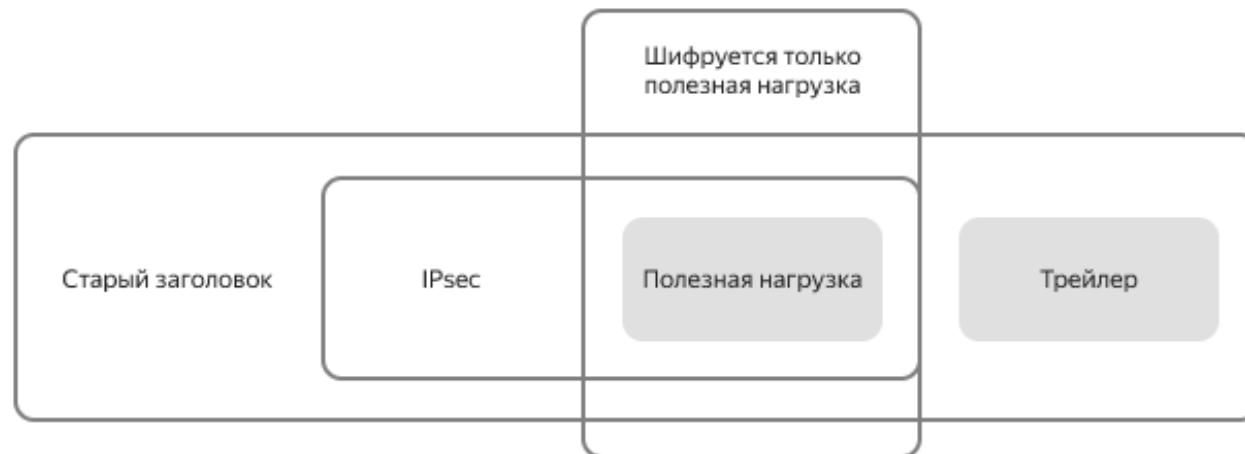 Шифруется только
полезная нагрузка
Старый заголовок
IPsec
Полезная нагрузка
Трейлер